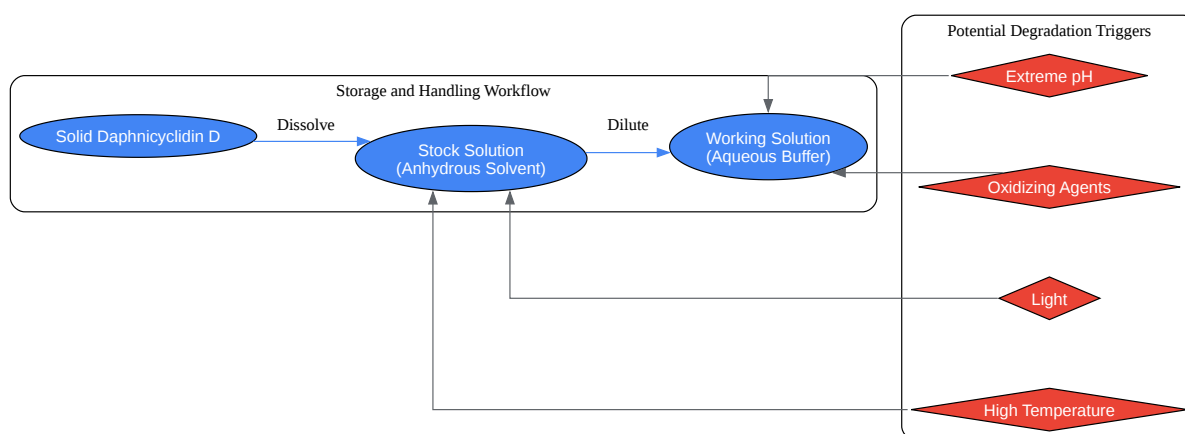 Potential Degradation Triggers
Extreme pH
Storage and Handling Workflow
Solid Daphnicyclidin D
Dissolve
Stock Solution
(Anhydrous Solvent)
Dilute
Working Solution
(Aqueous Buffer)
Oxidizing Agents
Light
High Temperature